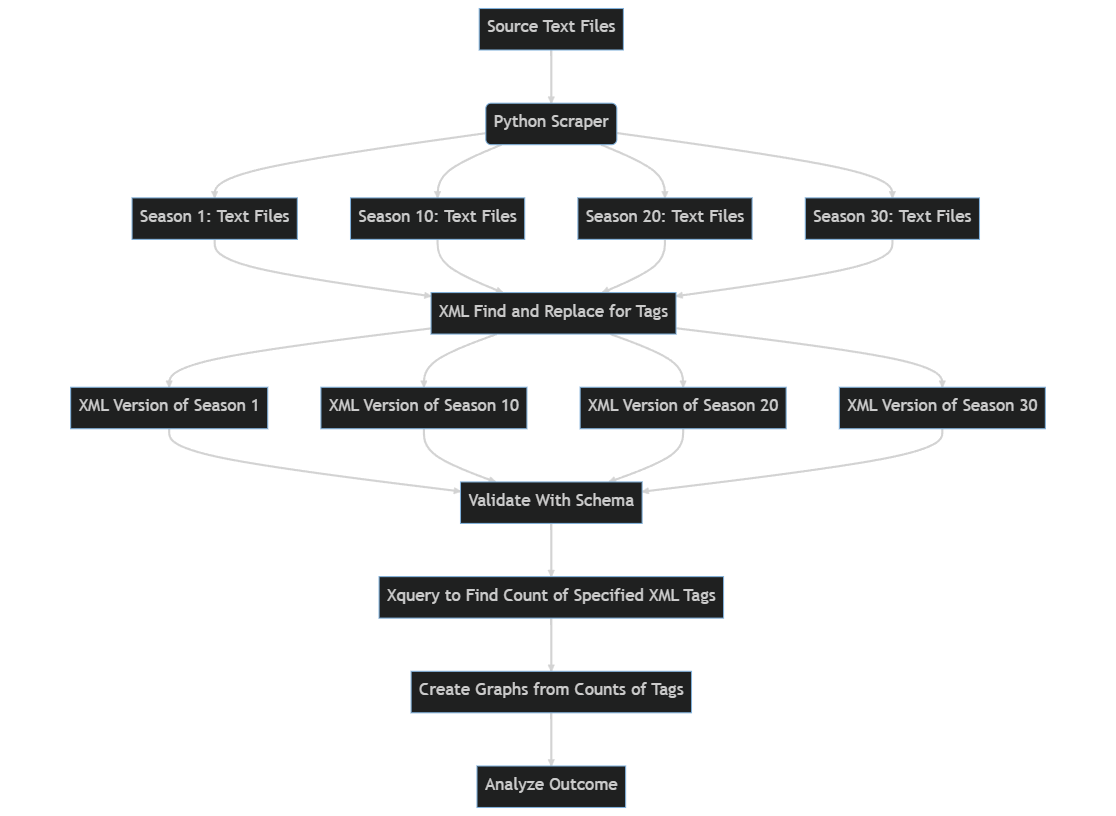 Source Text Files
Python Scraper
Season 1: Text Files
Season 10: Text Files
Season 20: Text Files
Season 30: Text Files
XML Find and Replace for Tags
XML Version of Season 1
XML Version of Season 10
XML Version of Season 20
XML Version of Season 30
Validate With Schema
Xquery to Find Count of Specified XML Tags
Create Graphs from Counts of Tags
Analyze Outcome